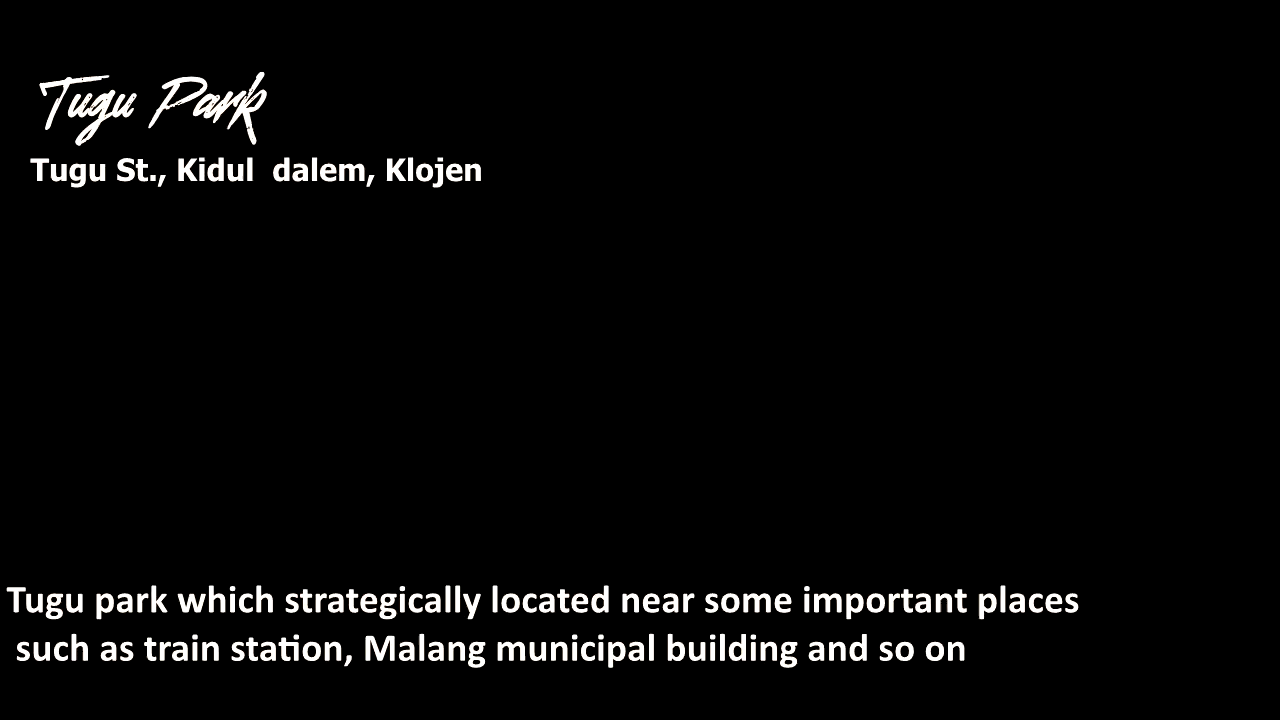 Tugu Park
Tugu St., Kidul  dalem, Klojen
Tugu park which strategically located near some important places
such as train station, Malang municipal building and so on